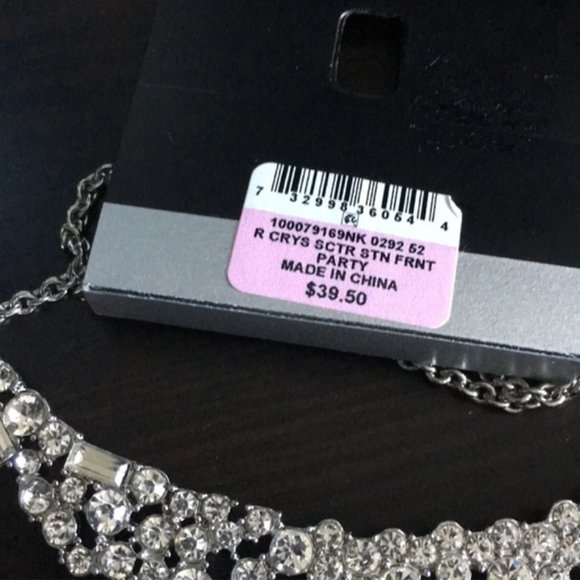 7 32998 36054 4
100079169NK 0292 52
R CRYS SCTR STN FRNT
PARTY
MADE IN CHINA
$39.50